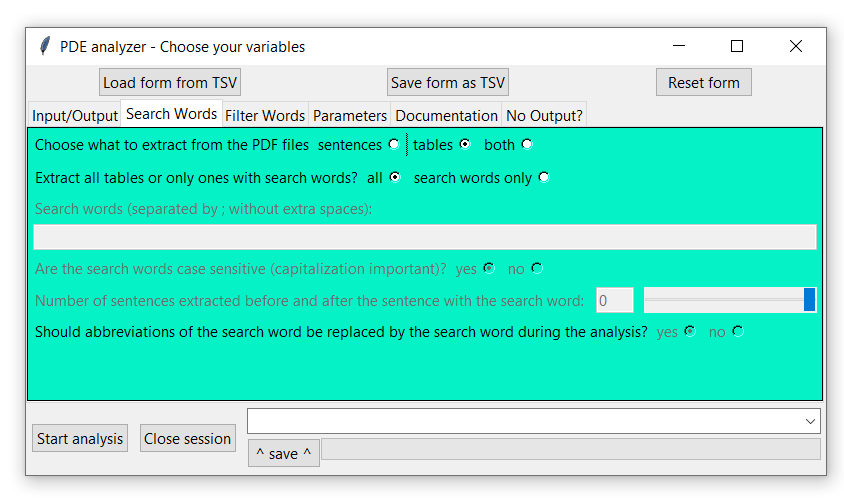 PDE analyzer - Choose your variables
Load form from TSV Save form as TSV Reset form
Input/Output Search Words Filter Words Parameters Documentation No Output?
Choose what to extract from the PDF files sentences tables both
Extract all tables or only ones with search words? all search words only
Search words (separated by ; without extra spaces):
Are the search words case sensitive (capitalization important)? yes no
Number of sentences extracted before and after the sentence with the search word: 0
Should abbreviations of the search word be replaced by the search word during the analysis? yes no
Start analysis Close session
^ save ^